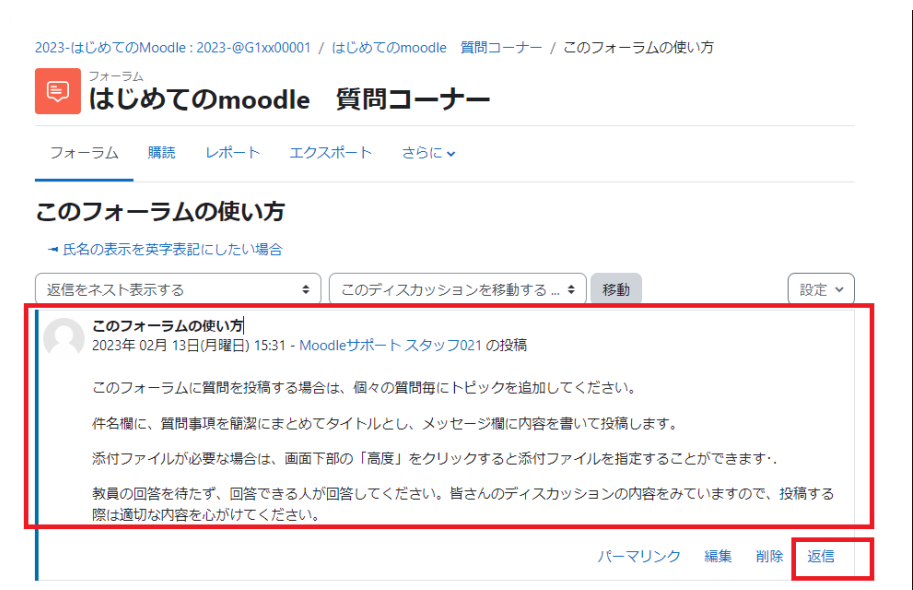 2023-はじめてのMoodle : 2023-@G1xx00001 / はじめてのmoodle　質問コーナー / このフォーラムの使い方
フォーラム
はじめてのmoodle　質問コーナー
フォーラム 購読 レポート エクスポート さらに
このフォーラムの使い方
◄ 氏名の表示を英字表記にしたい場合
返信をネスト表示する このディスカッションを移動する ... 移動 設定
このフォーラムの使い方
2023年 02月 13日(月曜日) 15:31 - Moodleサポート スタッフ021 の投稿
このフォーラムに質問を投稿する場合は、個々の質問毎にトピックを追加してください。
件名欄に、質問事項を簡潔にまとめてタイトルとし、メッセージ欄に内容を書いて投稿します。
添付ファイルが必要な場合は、画面下部の「高度」をクリックすると添付ファイルを指定することができます·.
教員の回答を待たず、回答できる人が回答してください。皆さんのディスカッションの内容をみていますので、投稿する
際は適切な内容を心がけてください。
パーマリンク 編集 削除 返信